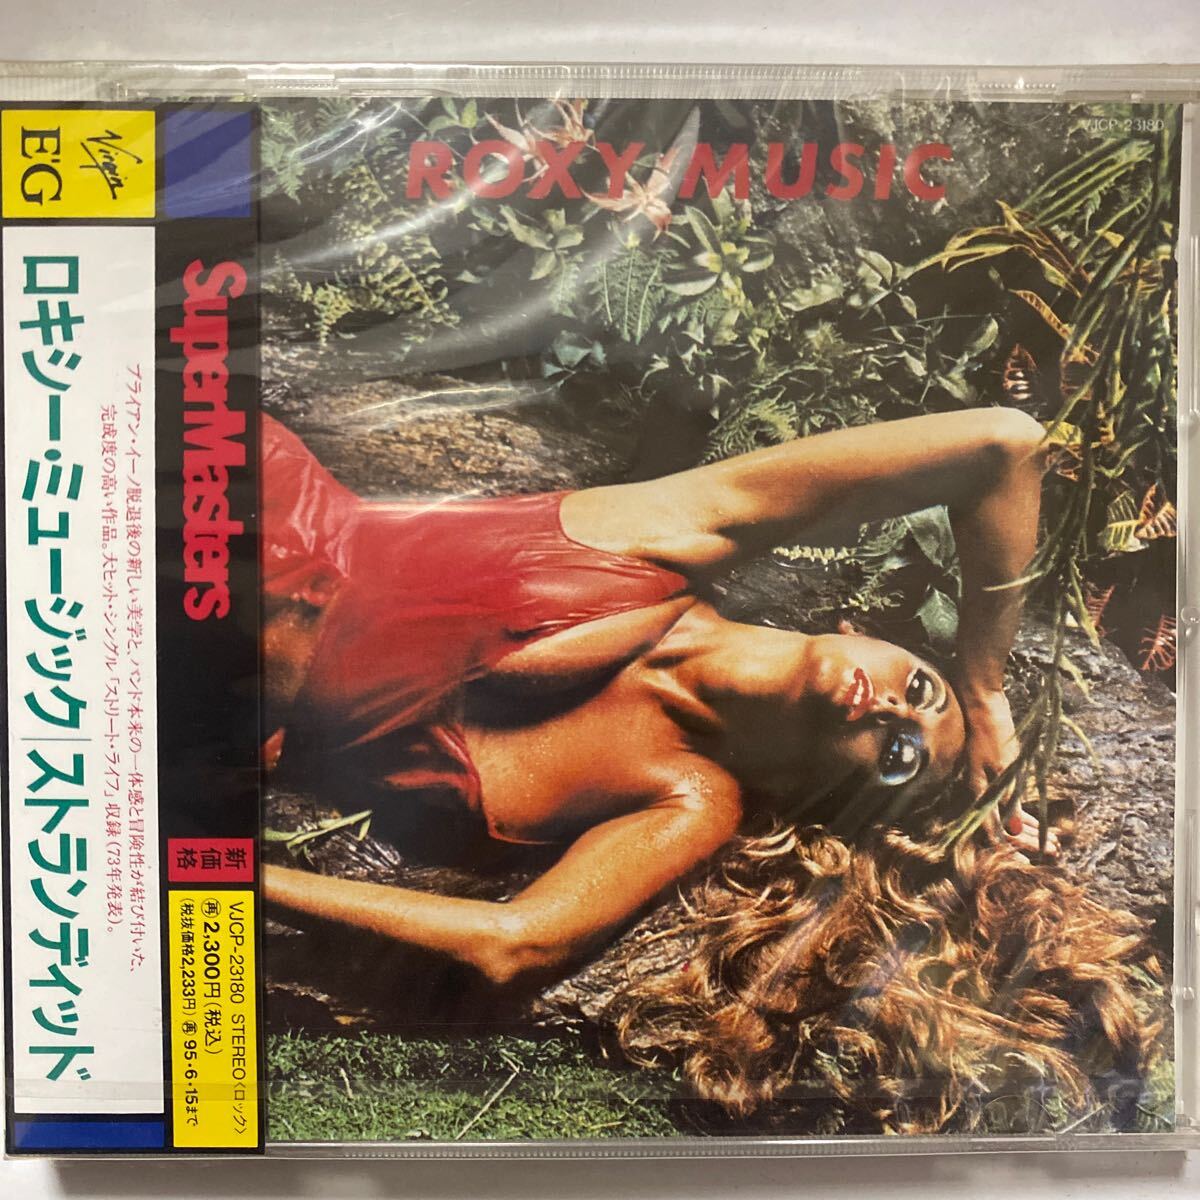 VJCP-23180
ROXY MUSIC
Virgin
EG
ロキシー・ミュージック｜ストランディッド
ブライアン・イーノ脱退後の新しい美学と、バンド本来の一体感と冒険性が結び付いた、
完成度の高い作品。大ヒット・シングル「ストリート・ライフ」収録(73年発表)。
SuperMasters
新価格
VJCP-23180 STEREO〈ロック〉
再2,300円(税込)
(税抜価格2,233円)再95・6・15まで